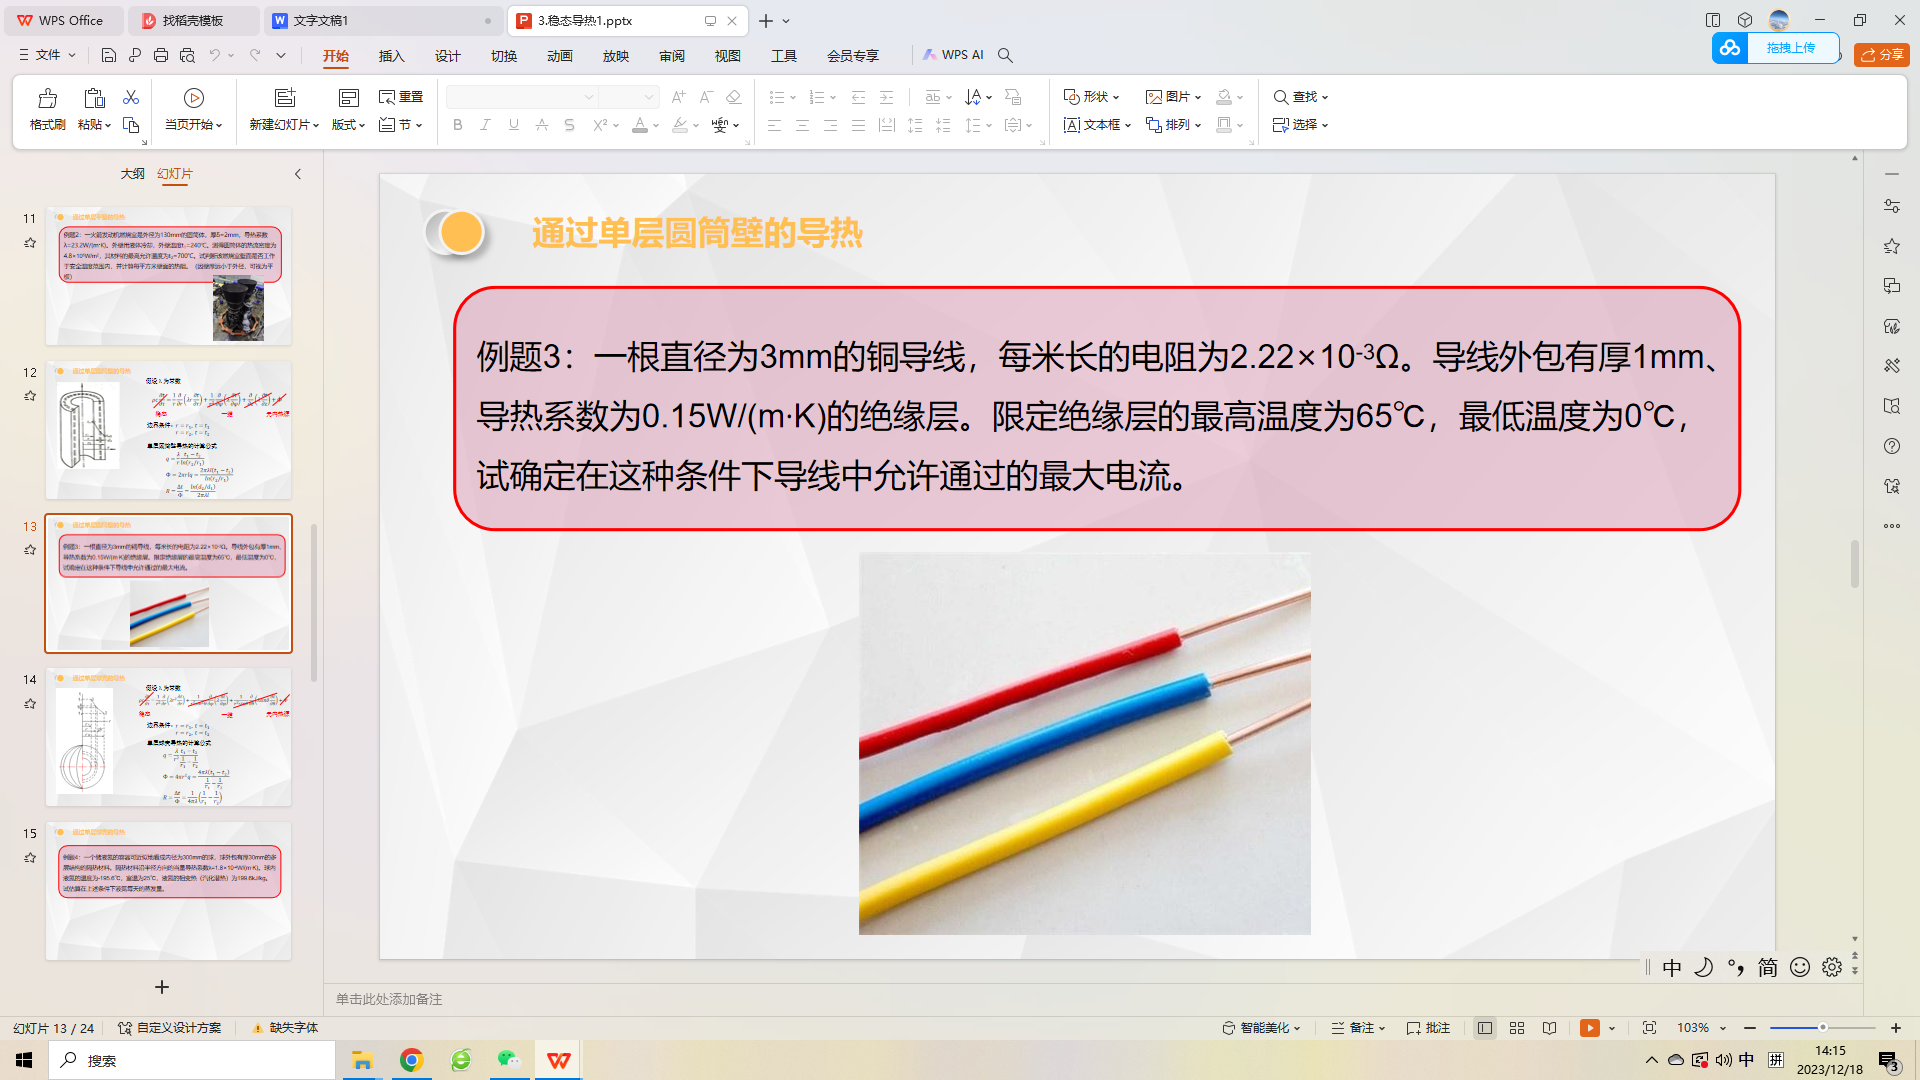 WPS Office
找稻壳模板
文字文稿1
3.稳态导热1.pptx
文件
开始
插入
设计
切换
动画
放映
审阅
视图
工具
会员专享
WPS AI
拖拽上传
分享
格式刷
粘贴
当页开始
新建幻灯片
版式
重置
节
形状
图片
文本框
排列
查找
选择
大纲
幻灯片
11
12
13
14
15
通过单层圆筒壁的导热
例题3：一根直径为3mm的铜导线，每米长的电阻为2.22×10-3Ω。导线外包有厚1mm、
导热系数为0.15W/(m·K)的绝缘层。限定绝缘层的最高温度为65℃，最低温度为0℃，
试确定在这种条件下导线中允许通过的最大电流。
单击此处添加备注
中
简
幻灯片 13 / 24
自定义设计方案
缺失字体
智能美化
备注
批注
103%
搜索
中
拼
14:15
2023/12/18
3